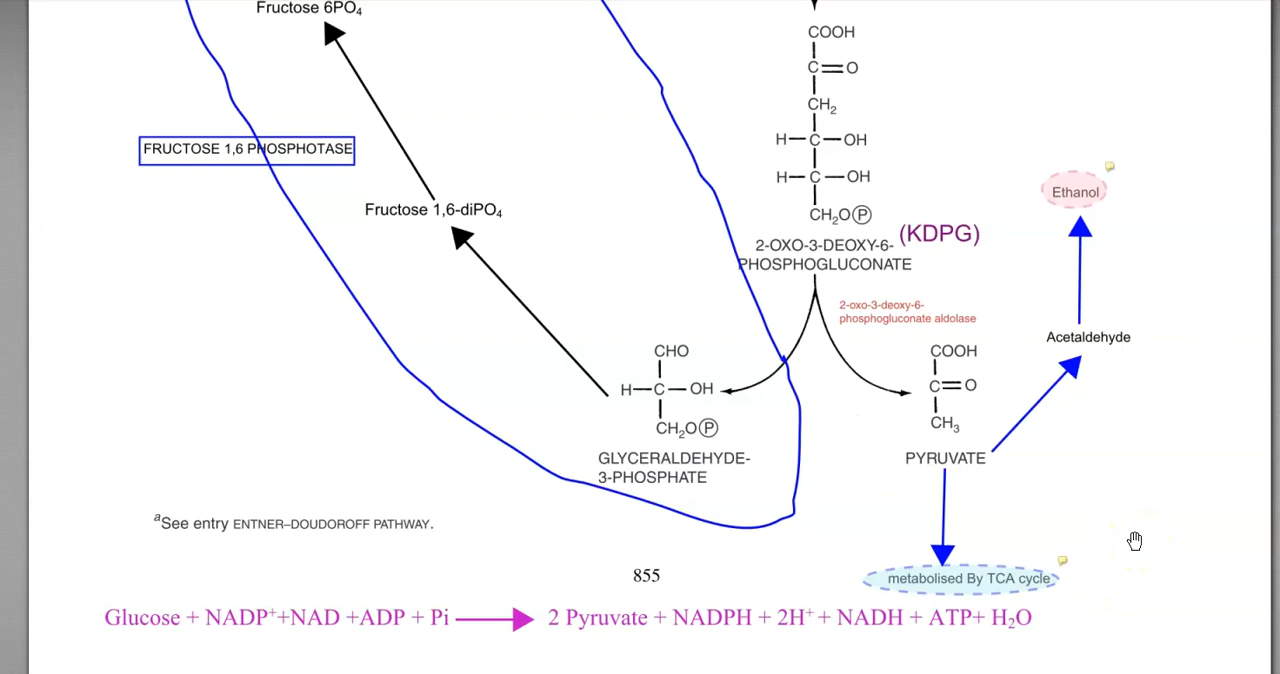 Fructose 6PO4
COOH
C=O
CH2
H—C—OH
FRUCTOSE 1,6 PHOSPHOTASE
H—C—OH
Ethanol
Fructose 1,6-diPO4
CH2OⓅ
(KDPG)
2-OXO-3-DEOXY-6-
PHOSPHOGLUCONATE
2-oxo-3-deoxy-6-
phosphogluconate aldolase
Acetaldehyde
CHO
H—C—OH
CH2OⓅ
GLYCERALDEHYDE-
3-PHOSPHATE
COOH
C=O
CH3
PYRUVATE
aSee entry ENTNER–DOUDOROFF PATHWAY.
855
metabolised By TCA cycle
Glucose + NADP++NAD +ADP + Pi → 2 Pyruvate + NADPH + 2H+ + NADH + ATP+ H2O